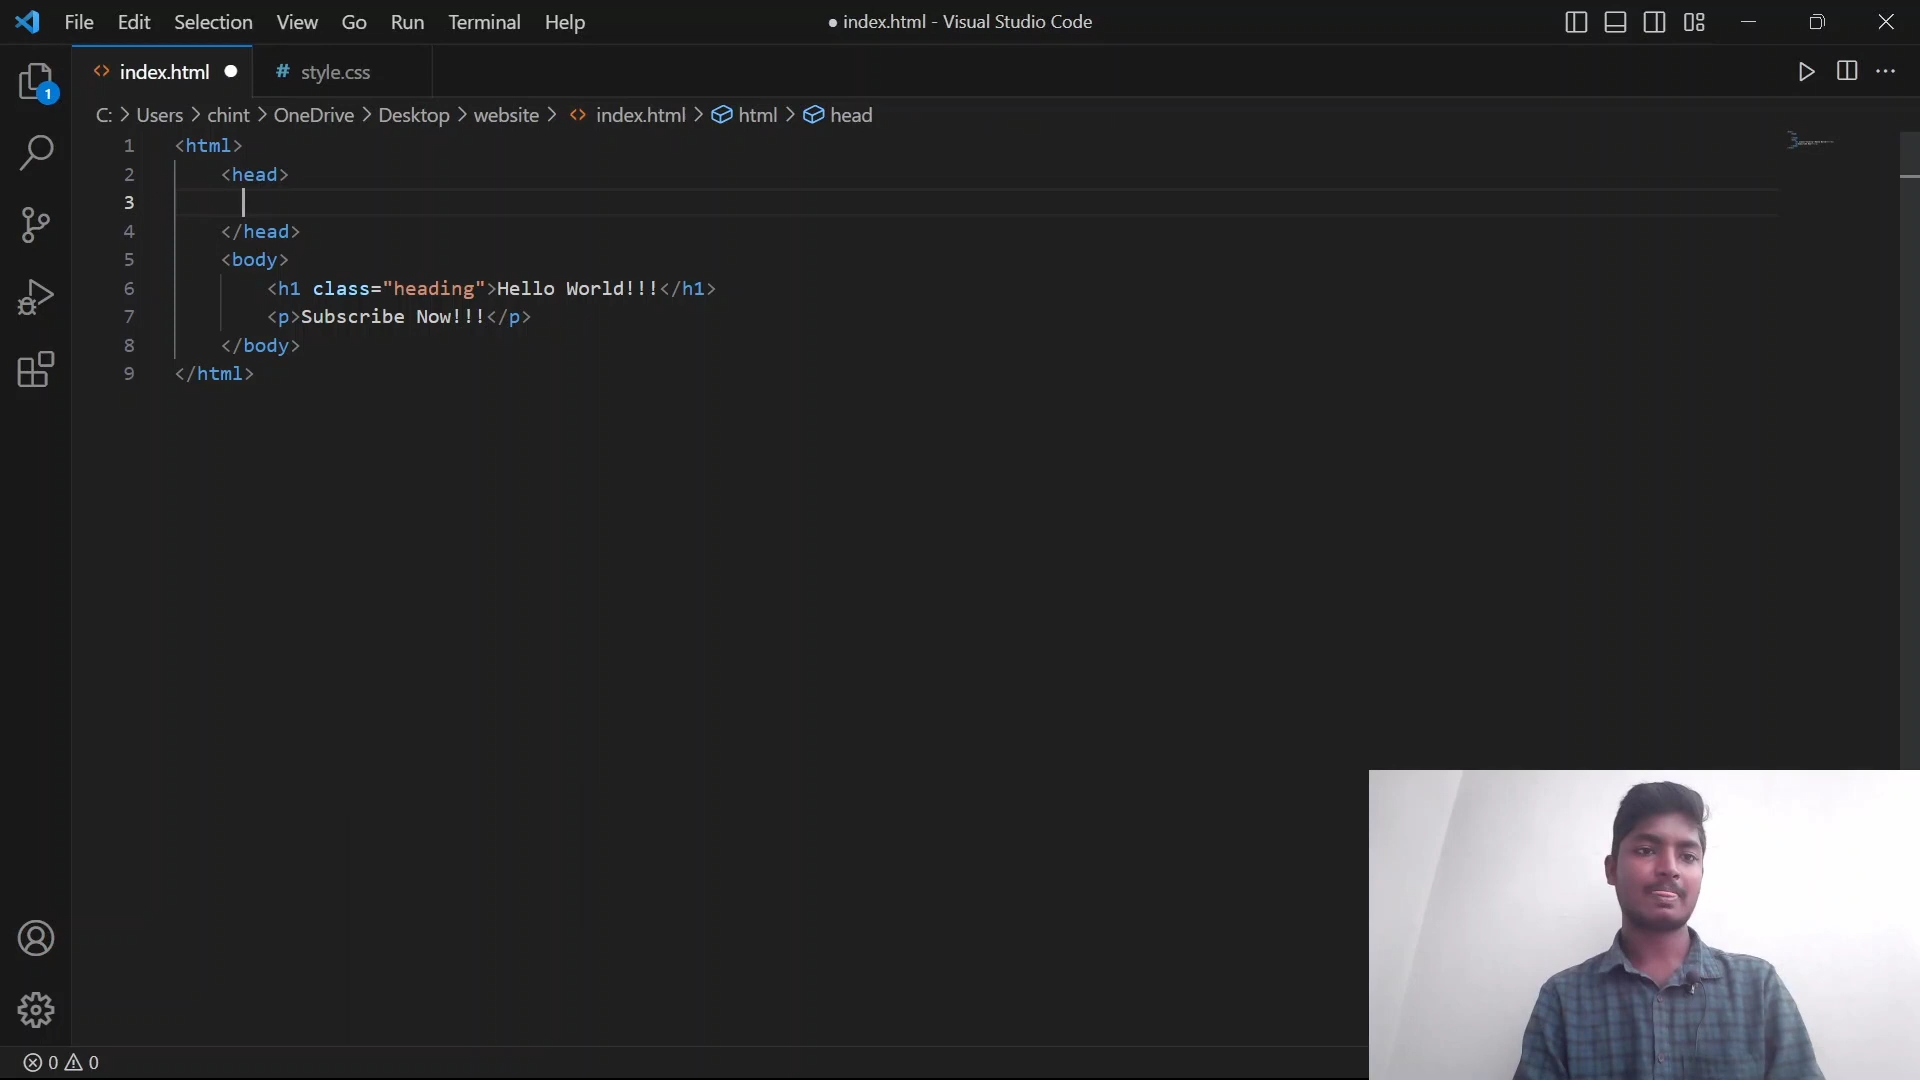 File Edit Selection View Go Run Terminal Help
● index.html - Visual Studio Code
index.html ●
# style.css
C: > Users > chint > OneDrive > Desktop > website > <> index.html > html > head
1
1 <html>
2 <head>
3
4 </head>
5 <body>
6 <h1 class="heading">Hello World!!!</h1>
7 <p>Subscribe Now!!!</p>
8 </body>
9 </html>
0 0